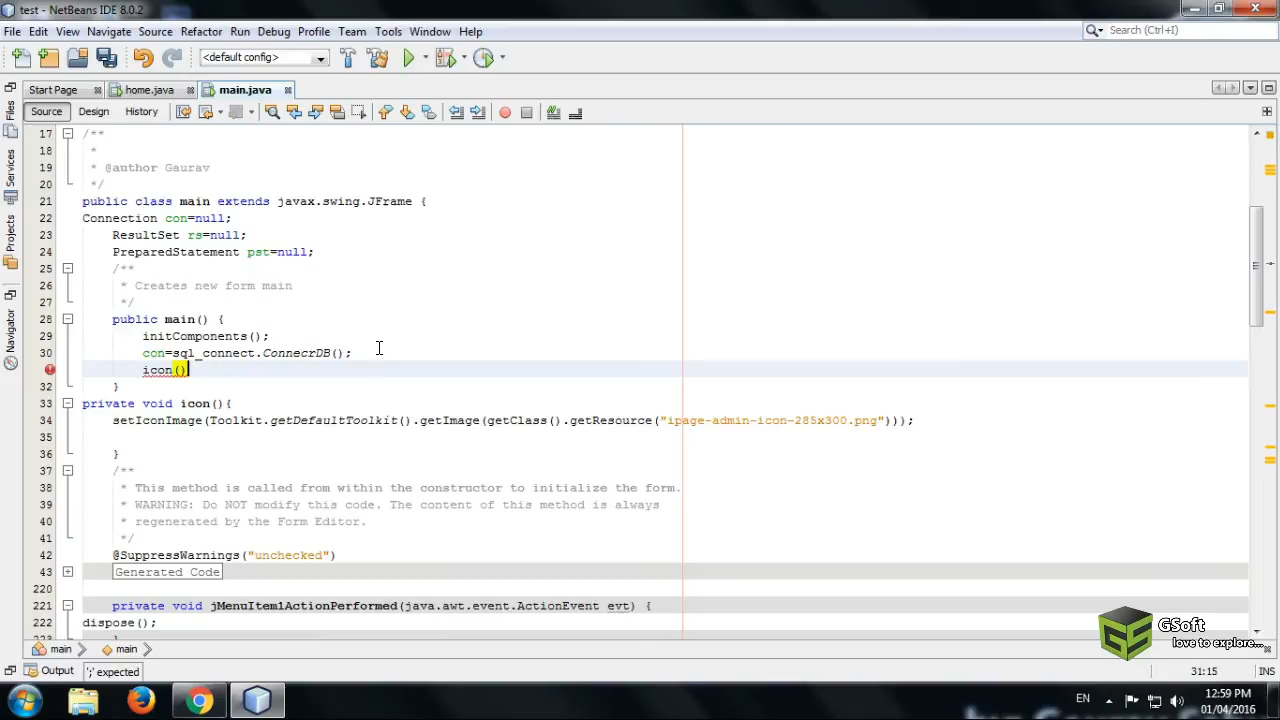 test - NetBeans IDE 8.0.2
File Edit View Navigate Source Refactor Run Debug Profile Team Tools Window Help
Search (Ctrl+I)
<default config>
Start Page home.java main.java
Source Design History
Files
Services
Projects
Navigator
17 /**
18 *
19 * @author Gaurav
20 */
21 public class main extends javax.swing.JFrame {
22 Connection con=null;
23 ResultSet rs=null;
24 PreparedStatement pst=null;
25 /**
26 * Creates new form main
27 */
28 public main() {
29 initComponents();
30 con=sql_connect.ConnecrDB();
icon()
32 }
33 private void icon(){
34 setIconImage(Toolkit.getDefaultToolkit().getImage(getClass().getResource("ipage-admin-icon-285x300.png")));
35
36 }
37 /**
38 * This method is called from within the constructor to initialize the form.
39 * WARNING: Do NOT modify this code. The content of this method is always
40 * regenerated by the Form Editor.
41 */
42 @SuppressWarnings("unchecked")
43 Generated Code
220
221 private void jMenuItem1ActionPerformed(java.awt.event.ActionEvent evt) {
222 dispose();
223 }
GSoft
love to explore...
main main
Output ';' expected 31:15 INS
EN 12:59 PM
01/04/2016